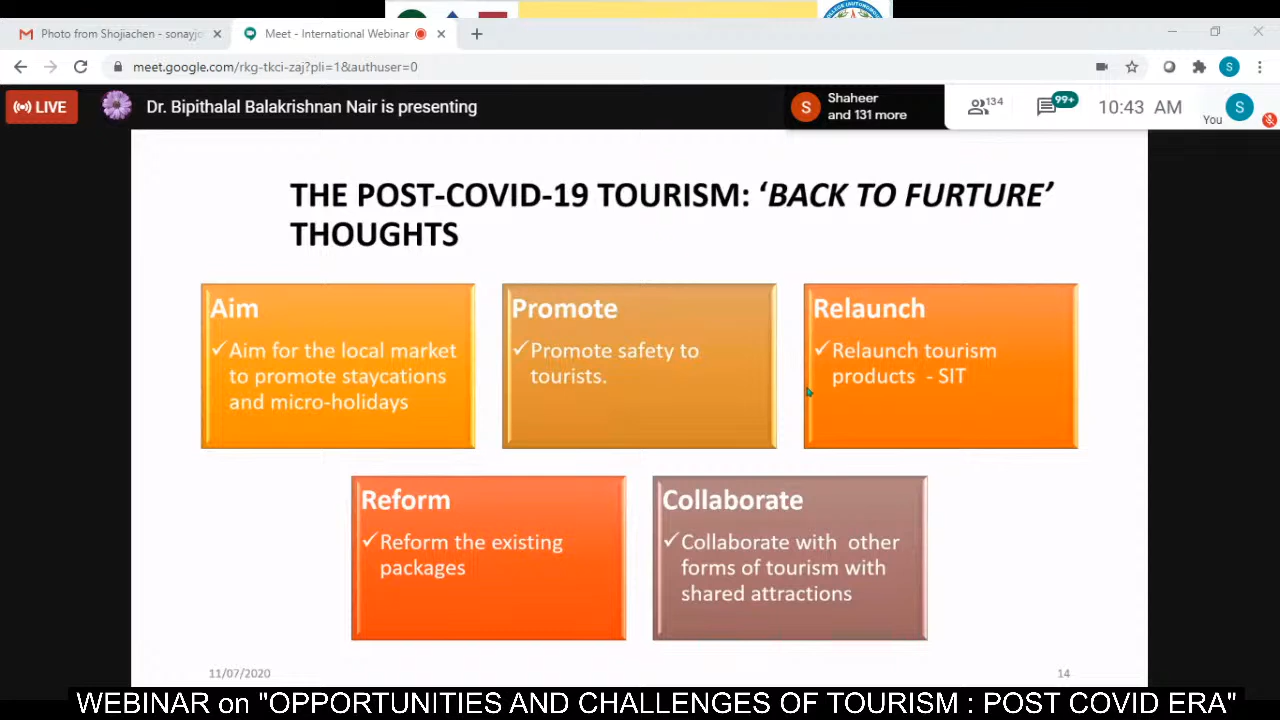 COLLEGE (AUTONOMOUS
Photo from Shojiachen - sonayjo
Meet - International Webinar
meet.google.com/rkg-tkci-zaj?pli=1&authuser=0
S
LIVE
Dr. Bipithalal Balakrishnan Nair is presenting
S
Shaheer
and 131 more
134
99+
10:43 AM
You
S
THE POST-COVID-19 TOURISM: ‘BACK TO FURTURE’
THOUGHTS
Aim
✓Aim for the local market
to promote staycations
and micro-holidays
Promote
✓Promote safety to
tourists.
Relaunch
✓Relaunch tourism
products - SIT
Reform
✓Reform the existing
packages
Collaborate
✓Collaborate with other
forms of tourism with
shared attractions
11/07/2020
14
WEBINAR on "OPPORTUNITIES AND CHALLENGES OF TOURISM : POST COVID ERA"